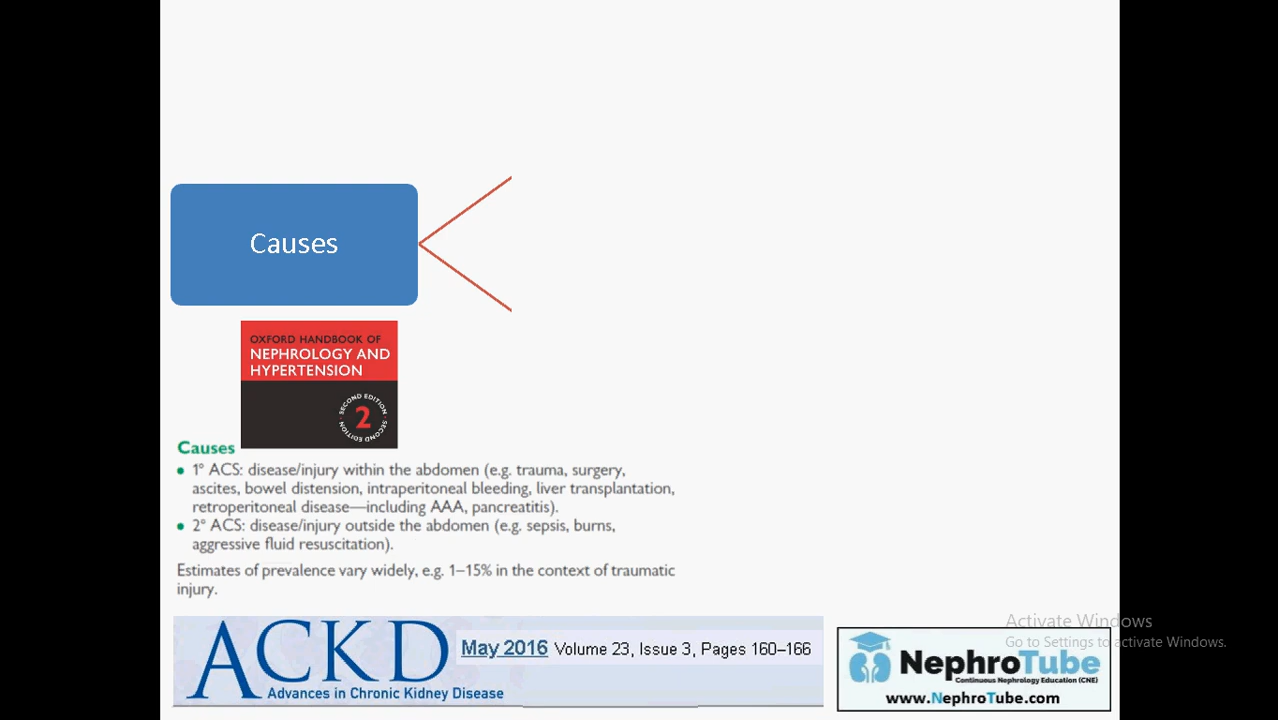 Causes
OXFORD HANDBOOK OF
NEPHROLOGY AND
HYPERTENSION
SECOND EDITION
2
SECOND EDITION
Causes
• 1° ACS: disease/injury within the abdomen (e.g. trauma, surgery,
ascites, bowel distension, intraperitoneal bleeding, liver transplantation,
retroperitoneal disease—including AAA, pancreatitis).
• 2° ACS: disease/injury outside the abdomen (e.g. sepsis, burns,
aggressive fluid resuscitation).
Estimates of prevalence vary widely, e.g. 1–15% in the context of traumatic
injury.
ACKD
Advances in Chronic Kidney Disease
May 2016 Volume 23, Issue 3, Pages 160–166
Activate Windows
Go to Settings to activate Windows.
NephroTube
Continuous Nephrology Education (CNE)
www.NephroTube.com